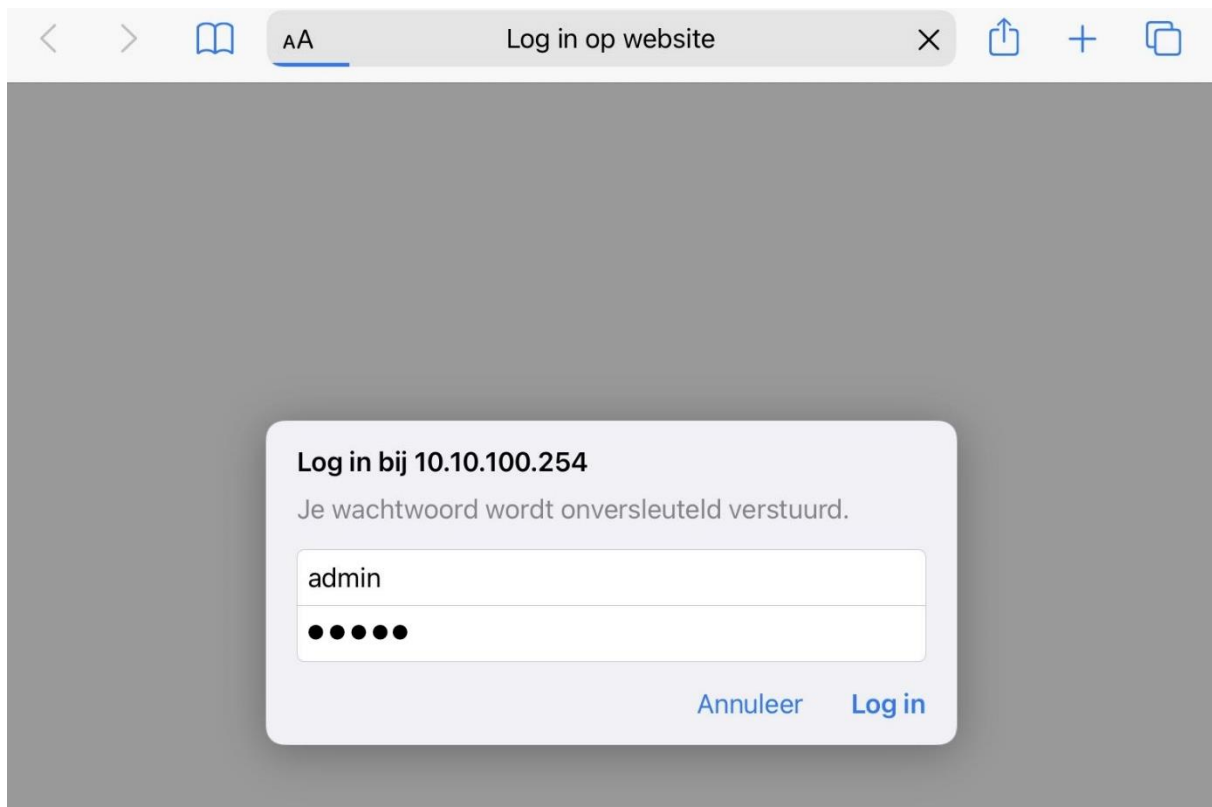 AA Log in op website
Log in bij 10.10.100.254
Je wachtwoord wordt onversleuteld verstuurd.
admin
●●●●●
Annuleer Log in